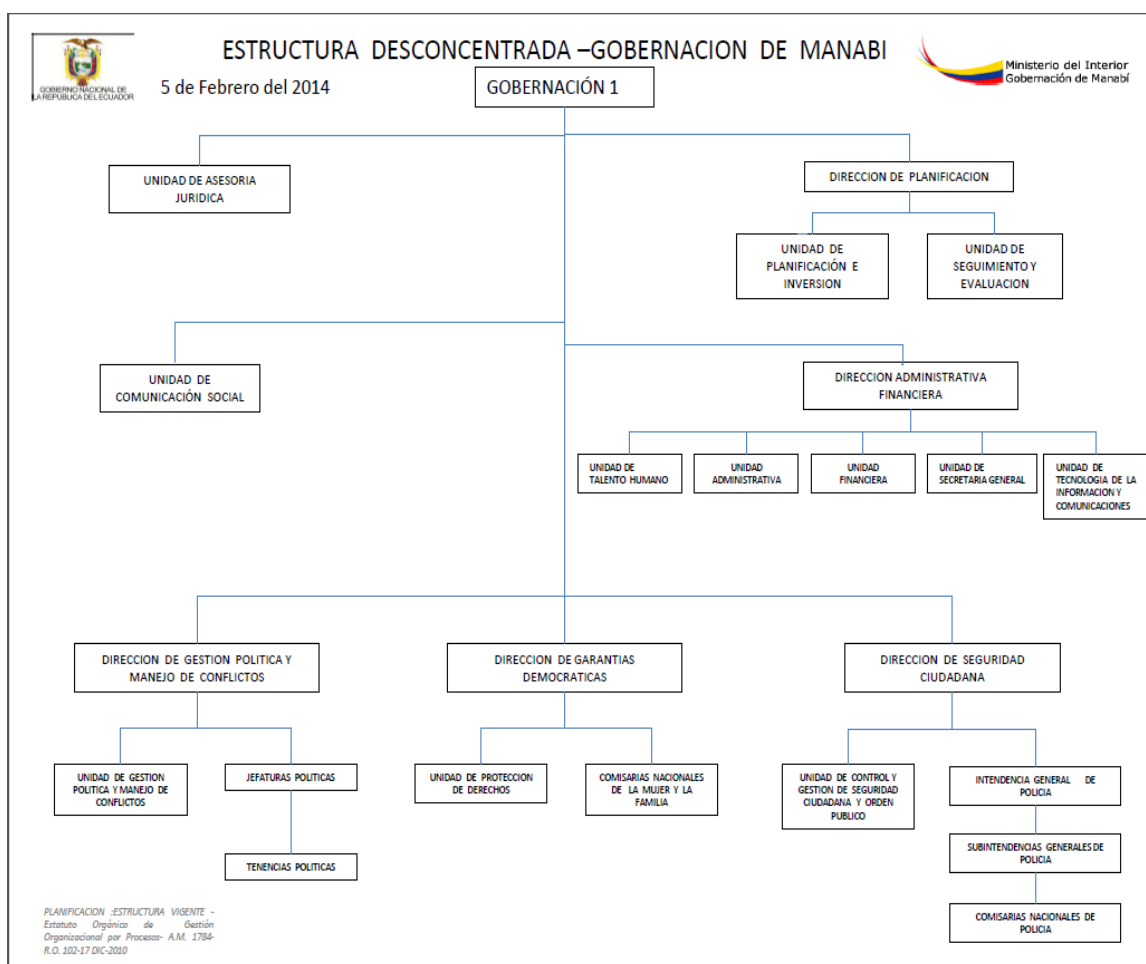 ESTRUCTURA DESCONCENTRADA –GOBERNACION DE MANABI
GOBIERNO NACIONAL DE
LA REPUBLICA DEL ECUADOR
5 de Febrero del 2014
GOBERNACIÓN 1
Ministerio del Interior
Gobernación de Manabí
UNIDAD DE ASESORIA
JURIDICA
DIRECCION DE PLANIFICACION
UNIDAD DE
PLANIFICACIÓN E
INVERSION
UNIDAD DE
SEGUIMIENTO Y
EVALUACION
UNIDAD DE
COMUNICACIÓN SOCIAL
DIRECCION ADMINISTRATIVA
FINANCIERA
UNIDAD DE
TALENTO HUMANO
UNIDAD
ADMINISTRATIVA
UNIDAD
FINANCIERA
UNIDAD DE
SECRETARIA GENERAL
UNIDAD DE
TECNOLOGIA DE LA
INFORMACION Y
COMUNICACIONES
DIRECCION DE GESTION POLITICA Y
MANEJO DE CONFLICTOS
DIRECCION DE GARANTIAS
DEMOCRATICAS
DIRECCION DE SEGURIDAD
CIUDADANA
UNIDAD DE GESTION
POLITICA Y MANEJO DE
CONFLICTOS
JEFATURAS POLITICAS
UNIDAD DE PROTECCION
DE DERECHOS
COMISARIAS NACIONALES
DE LA MUJER Y LA
FAMILIA
UNIDAD DE CONTROL Y
GESTION DE SEGURIDAD
CIUDADANA Y ORDEN
PUBLICO
INTENDENCIA GENERAL DE
POLICIA
TENENCIAS POLITICAS
SUBINTENDENCIAS GENERALES DE
POLICIA
COMISARIAS NACIONALES DE
POLICIA
PLANIFICACION :ESTRUCTURA VIGENTE -
Estatuto Orgánico de Gestión
Organizacional por Procesos- A.M. 1784-
R.O. 102-17 DIC-2010